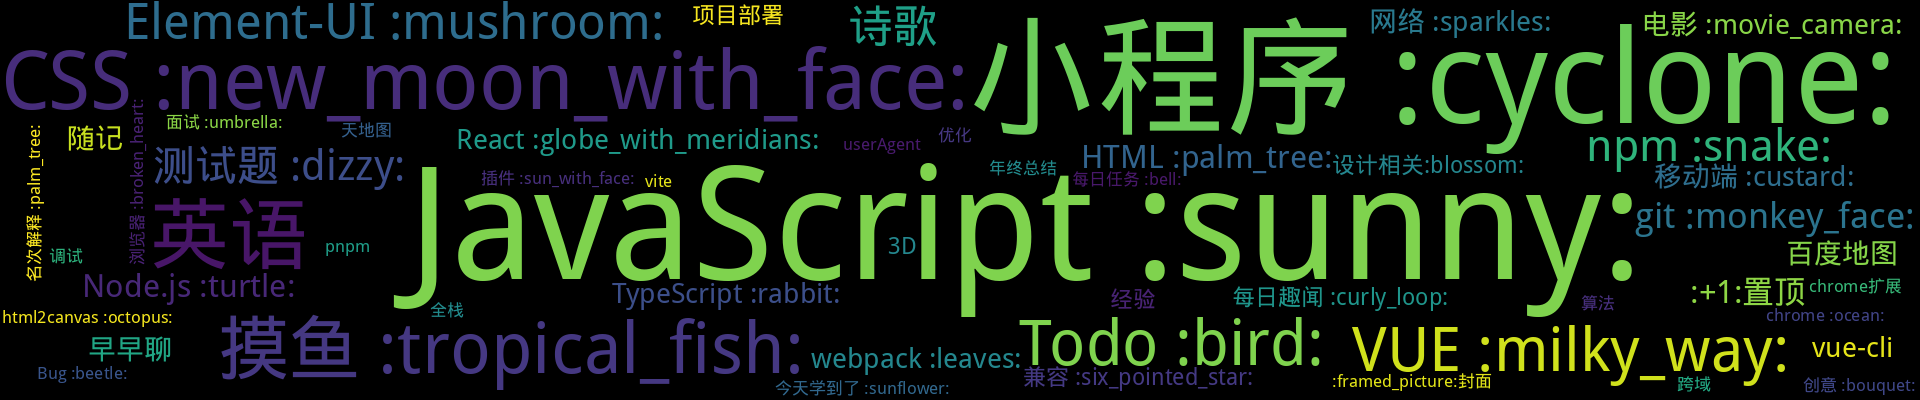 Element-UI :mushroom:
项目部署
诗歌
小程序 :cyclone:
网络 :sparkles:
电影 :movie_camera:
CSS :new_moon_with_face:
面试 :umbrella:
天地图
随记
名次解释 :palm_tree:
浏览器 :broken_heart:
测试题 :dizzy:
React :globe_with_meridians:
userAgent
优化
npm :snake:
HTML :palm_tree:
设计相关:blossom:
年终总结
每日任务 :bell:
移动端 :custard:
插件 :sun_with_face:
vite
JavaScript :sunny:
英语
git :monkey_face:
调试
pnpm
3D
百度地图
Node.js :turtle:
TypeScript :rabbit:
经验
每日趣闻 :curly_loop:
算法
:+1:置顶
chrome扩展
全栈
html2canvas :octopus:
chrome :ocean:
摸鱼 :tropical_fish:
早早聊
webpack :leaves:
Todo :bird:
VUE :milky_way:
vue-cli
Bug :beetle:
今天学到了 :sunflower:
兼容 :six_pointed_star:
:framed_picture:封面
跨域
创意 :bouquet: